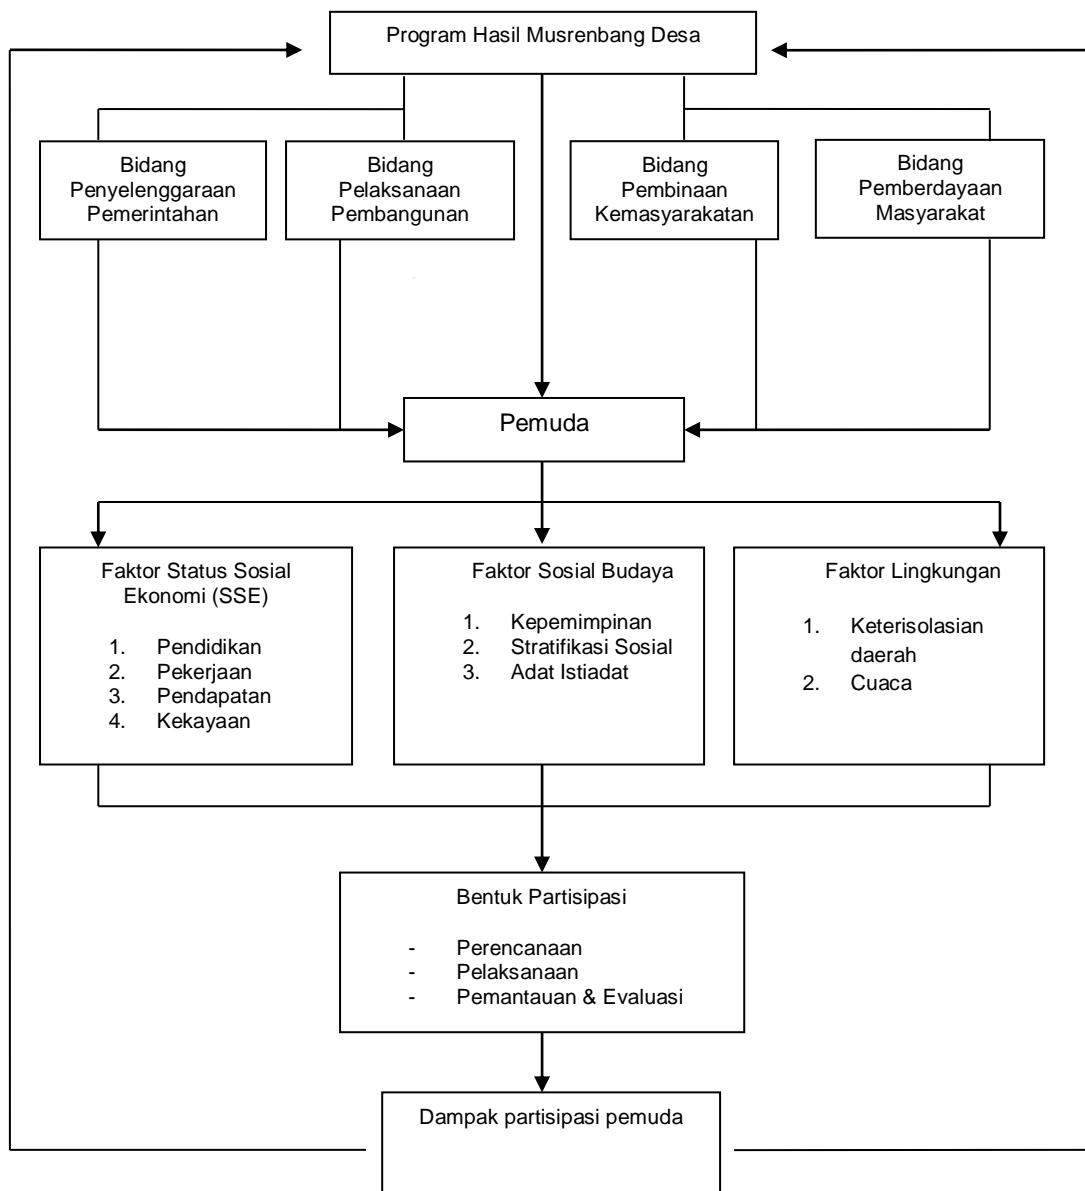 Program Hasil Musrenbang Desa
Bidang
Penyelenggaraan
Pemerintahan
Bidang
Pelaksanaan
Pembangunan
Bidang
Pembinaan
Kemasyarakatan
Bidang
Pemberdayaan
Masyarakat
Pemuda
Faktor Status Sosial
Ekonomi (SSE)
1. Pendidikan
2. Pekerjaan
3. Pendapatan
4. Kekayaan
Faktor Sosial Budaya
1. Kepemimpinan
2. Stratifikasi Sosial
3. Adat Istiadat
Faktor Lingkungan
1. Keterisolasian
daerah
2. Cuaca
Bentuk Partisipasi
- Perencanaan
- Pelaksanaan
- Pemantauan & Evaluasi
Dampak partisipasi pemuda